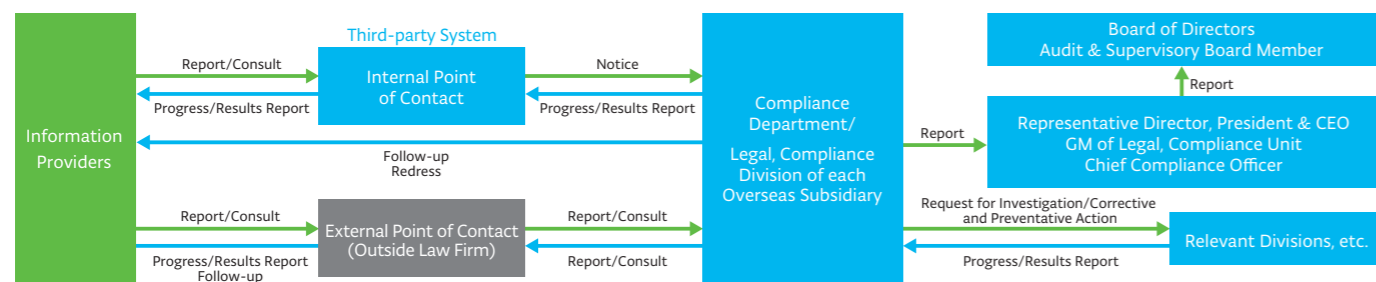 Information
Providers
Report/Consult
Progress/Results Report
Third-party System
Internal Point
of Contact
Notice
Progress/Results Report
Follow-up
Redress
Report/Consult
Progress/Results Report
Follow-up
External Point of Contact
(Outside Law Firm)
Report/Consult
Report/Consult
Compliance
Department/
Legal, Compliance
Division of each
Overseas Subsidiary
Report
Board of Directors
Audit & Supervisory Board Member
Report
Representative Director, President & CEO
GM of Legal, Compliance Unit
Chief Compliance Officer
Request for Investigation/Corrective
and Preventative Action
Progress/Results Report
Relevant Divisions, etc.